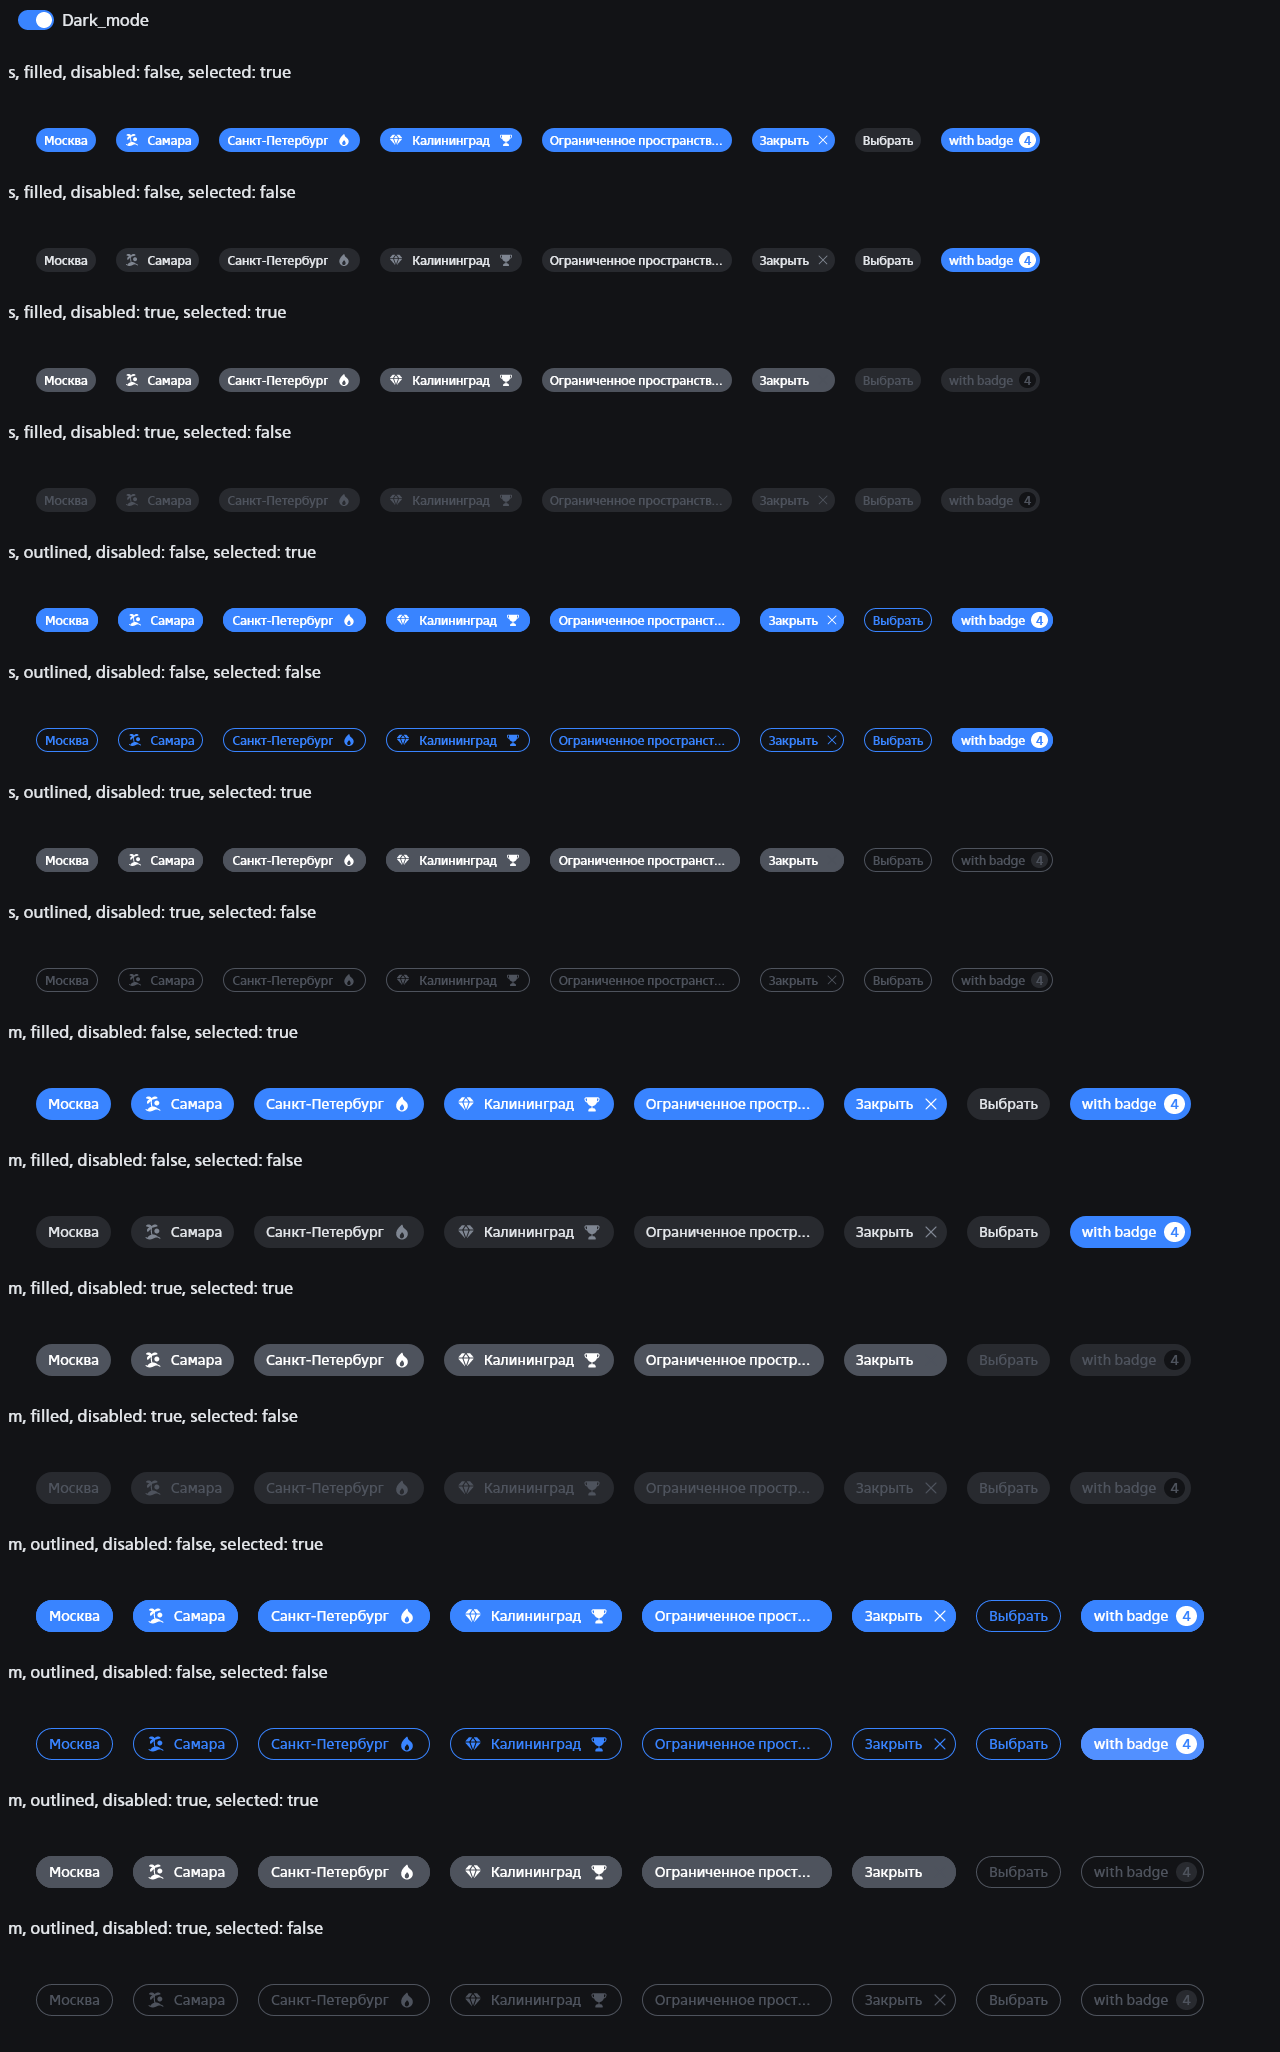 Dark_mode
s, filled, disabled: false, selected: true
Москва Самара Санкт-Петербург Калининград Ограниченное пространств... Закрыть Выбрать with badge 4
s, filled, disabled: false, selected: false
Москва Самара Санкт-Петербург Калининград Ограниченное пространств... Закрыть Выбрать with badge 4
s, filled, disabled: true, selected: true
Москва Самара Санкт-Петербург Калининград Ограниченное пространств... Закрыть Выбрать with badge 4
s, filled, disabled: true, selected: false
Москва Самара Санкт-Петербург Калининград Ограниченное пространств... Закрыть Выбрать with badge 4
s, outlined, disabled: false, selected: true
Москва Самара Санкт-Петербург Калининград Ограниченное пространст... Закрыть Выбрать with badge 4
s, outlined, disabled: false, selected: false
Москва Самара Санкт-Петербург Калининград Ограниченное пространст... Закрыть Выбрать with badge 4
s, outlined, disabled: true, selected: true
Москва Самара Санкт-Петербург Калининград Ограниченное пространст... Закрыть Выбрать with badge 4
s, outlined, disabled: true, selected: false
Москва Самара Санкт-Петербург Калининград Ограниченное пространст... Закрыть Выбрать with badge 4
m, filled, disabled: false, selected: true
Москва Самара Санкт-Петербург Калининград Ограниченное простр... Закрыть Выбрать with badge 4
m, filled, disabled: false, selected: false
Москва Самара Санкт-Петербург Калининград Ограниченное простр... Закрыть Выбрать with badge 4
m, filled, disabled: true, selected: true
Москва Самара Санкт-Петербург Калининград Ограниченное простр... Закрыть Выбрать with badge 4
m, filled, disabled: true, selected: false
Москва Самара Санкт-Петербург Калининград Ограниченное простр... Закрыть Выбрать with badge 4
m, outlined, disabled: false, selected: true
Москва Самара Санкт-Петербург Калининград Ограниченное прост... Закрыть Выбрать with badge 4
m, outlined, disabled: false, selected: false
Москва Самара Санкт-Петербург Калининград Ограниченное прост... Закрыть Выбрать with badge 4
m, outlined, disabled: true, selected: true
Москва Самара Санкт-Петербург Калининград Ограниченное прост... Закрыть Выбрать with badge 4
m, outlined, disabled: true, selected: false
Москва Самара Санкт-Петербург Калининград Ограниченное прост... Закрыть Выбрать with badge 4